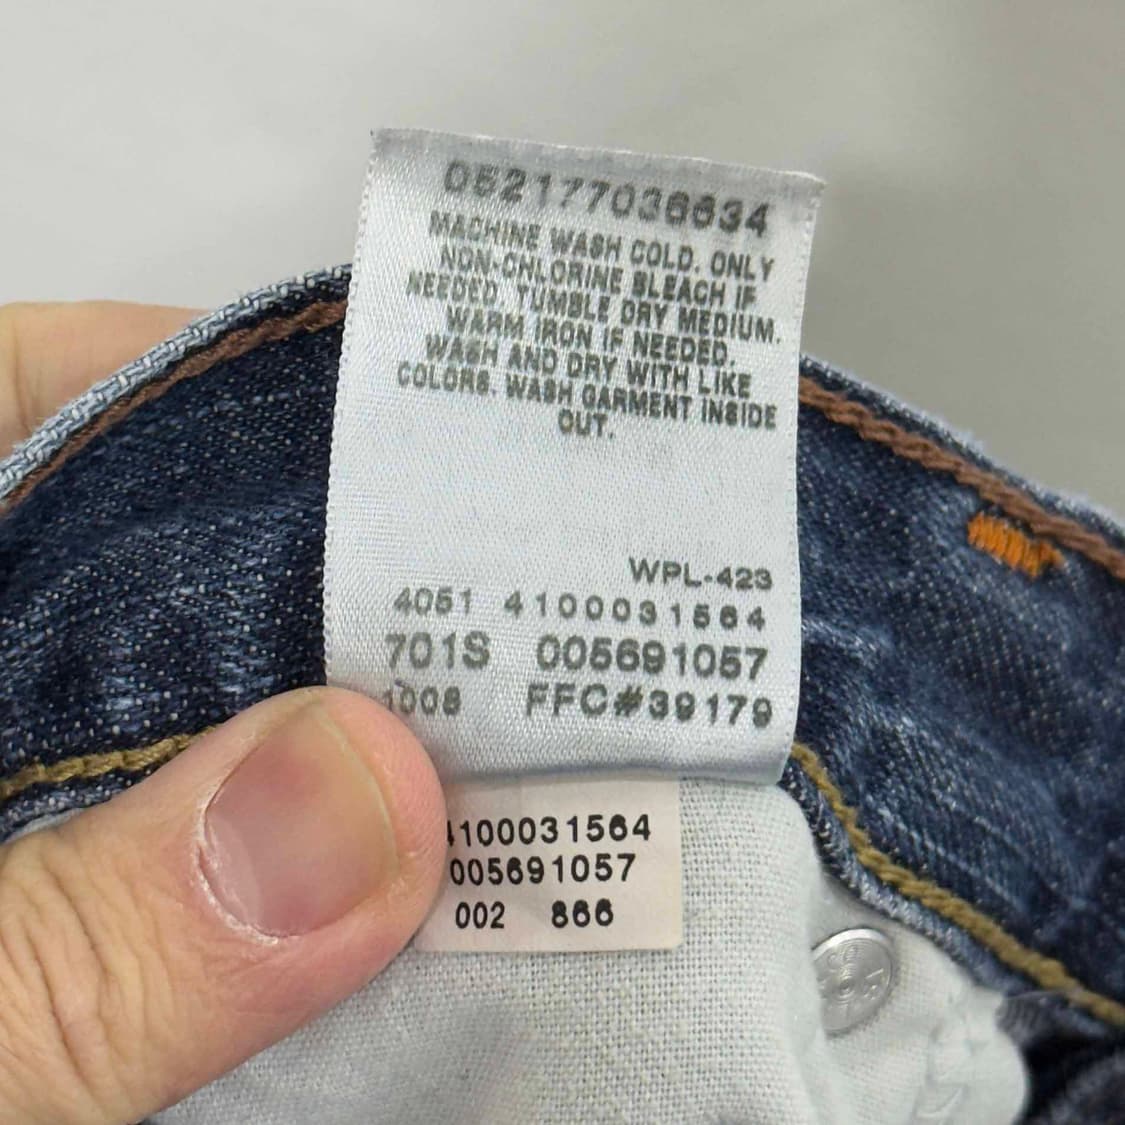 052177036634
MACHINE WASH COLD. ONLY
NON-CHLORINE BLEACH IF
NEEDED. TUMBLE DRY MEDIUM.
WARM IRON IF NEEDED.
WASH AND DRY WITH LIKE
COLORS. WASH GARMENT INSIDE
OUT.
WPL-423
4051 4100031564
701S 005691057
1008 FFC#39179
4100031564
005691057
002 866